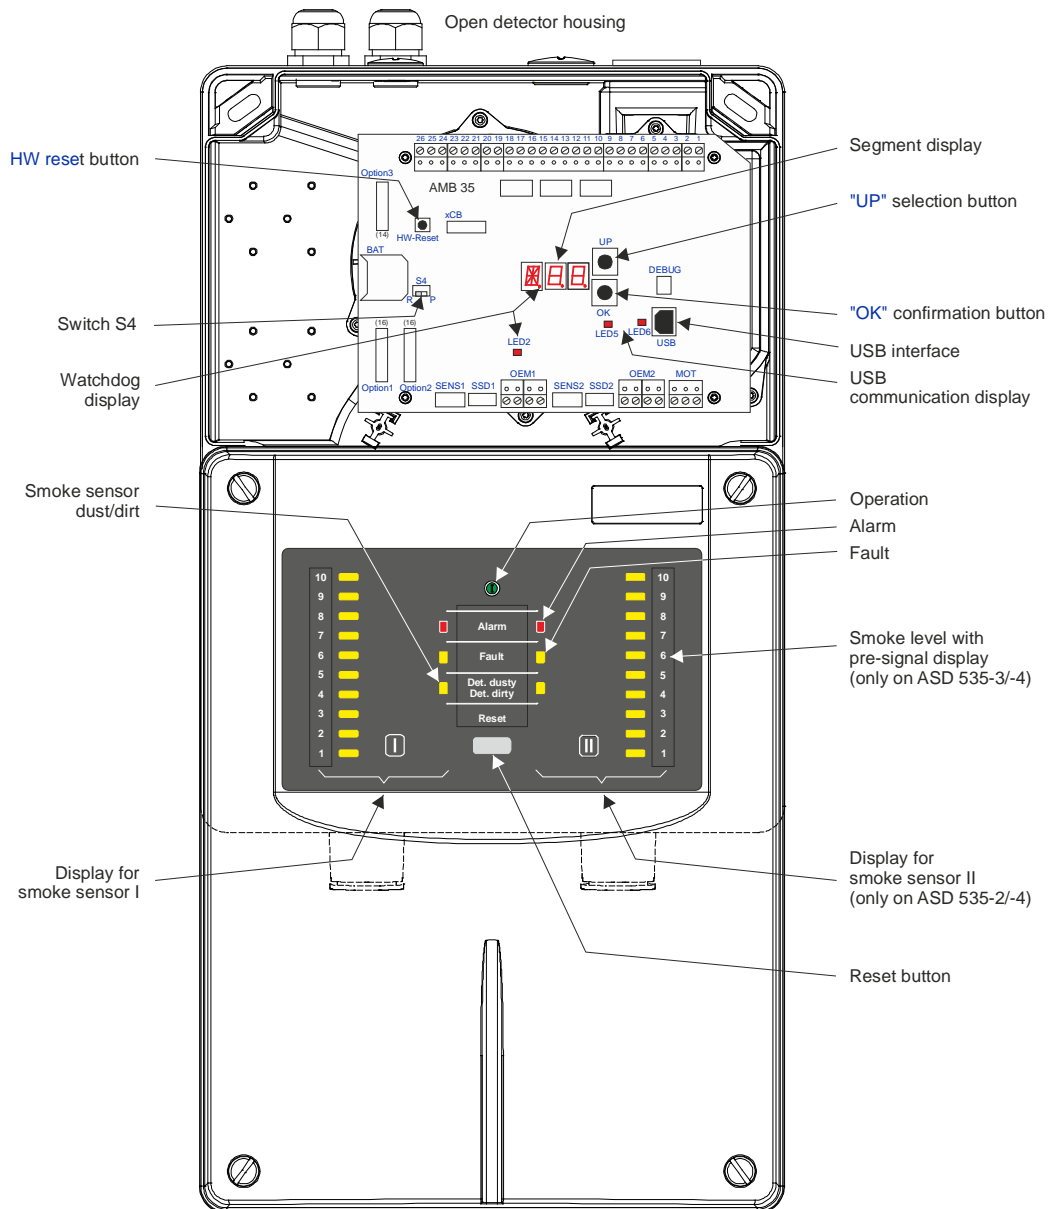 Open detector housing
HW reset button
Switch S4
Watchdog
display
Segment display
"UP" selection button
"OK" confirmation button
USB interface
USB
communication display
26 25 24 23 22 21 20 19 18 17 16 15 14 13 12 11 10 9 8 7 6 5 4 3 2 1
Option3
AMB 35
(14)
HW-Reset
xCB
UP
BAT
DEBUG
S4
R P
OK
(16) (16)
LED2
LED5
LED6
USB
Option1 Option2
SENS1 SSD1 OEM1 SENS2 SSD2 OEM2 MOT
Smoke sensor
dust/dirt
Operation
Alarm
Fault
Smoke level with
pre-signal display
(only on ASD 535-3/-4)
10
9
8
7
6
5
4
3
2
1
Alarm
Fault
Det. dusty
Det. dirty
Reset
I
II
10
9
8
7
6
5
4
3
2
1
Display for
smoke sensor I
Display for
smoke sensor II
(only on ASD 535-2/-4)
Reset button